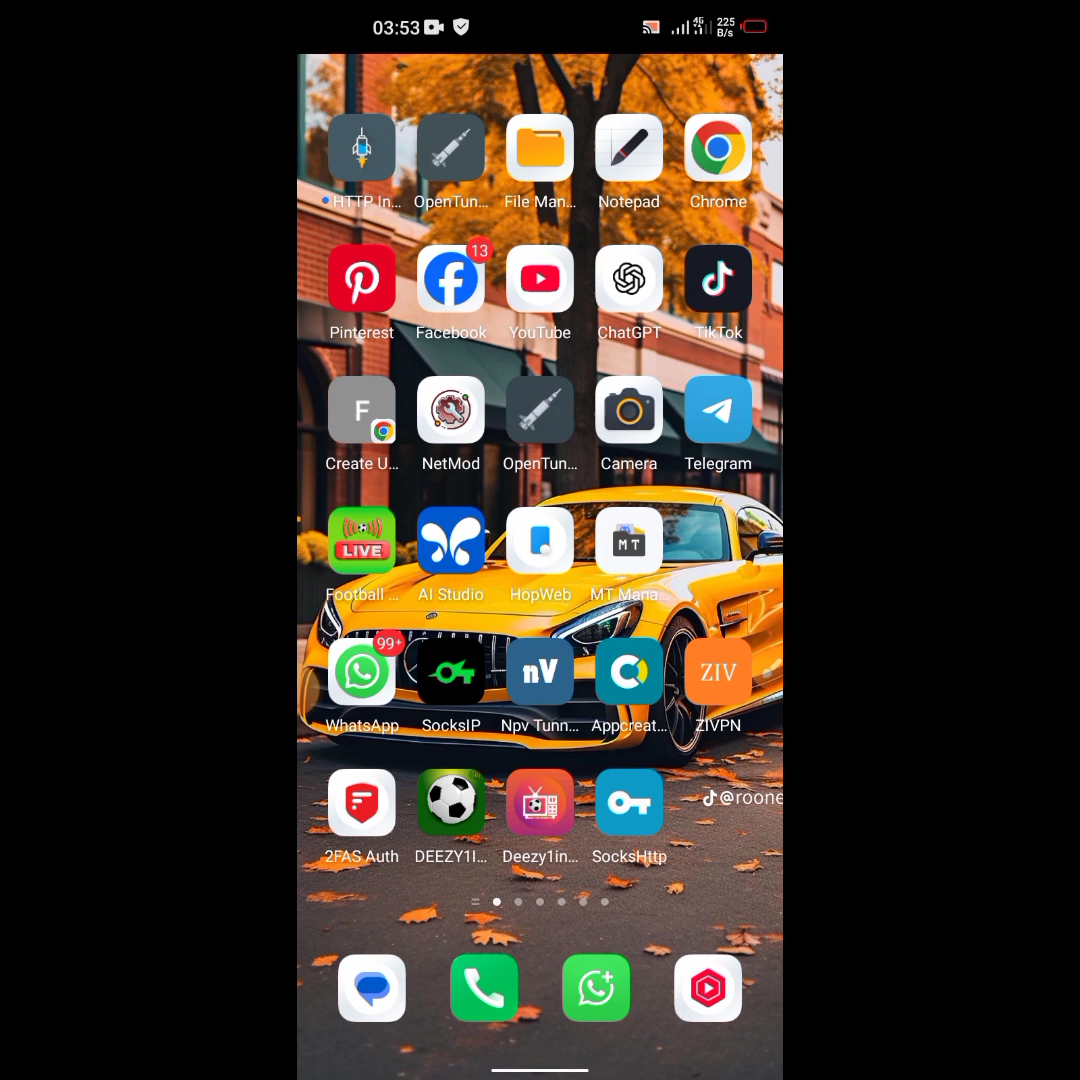 03:53
4G
225
B/s
HTTP In...
OpenTun...
File Man...
Notepad
Chrome
13
Pinterest
Facebook
YouTube
ChatGPT
TikTok
F
Create U...
NetMod
OpenTun...
Camera
Telegram
LIVE
MT
Football ...
AI Studio
HopWeb
MT Mana...
99+
nV
ZIV
WhatsApp
SocksIP
Npv Tunn...
Appcreat...
ZIVPN
@roone
2FAS Auth
DEEZY1I...
Deezy1in...
SocksHttp